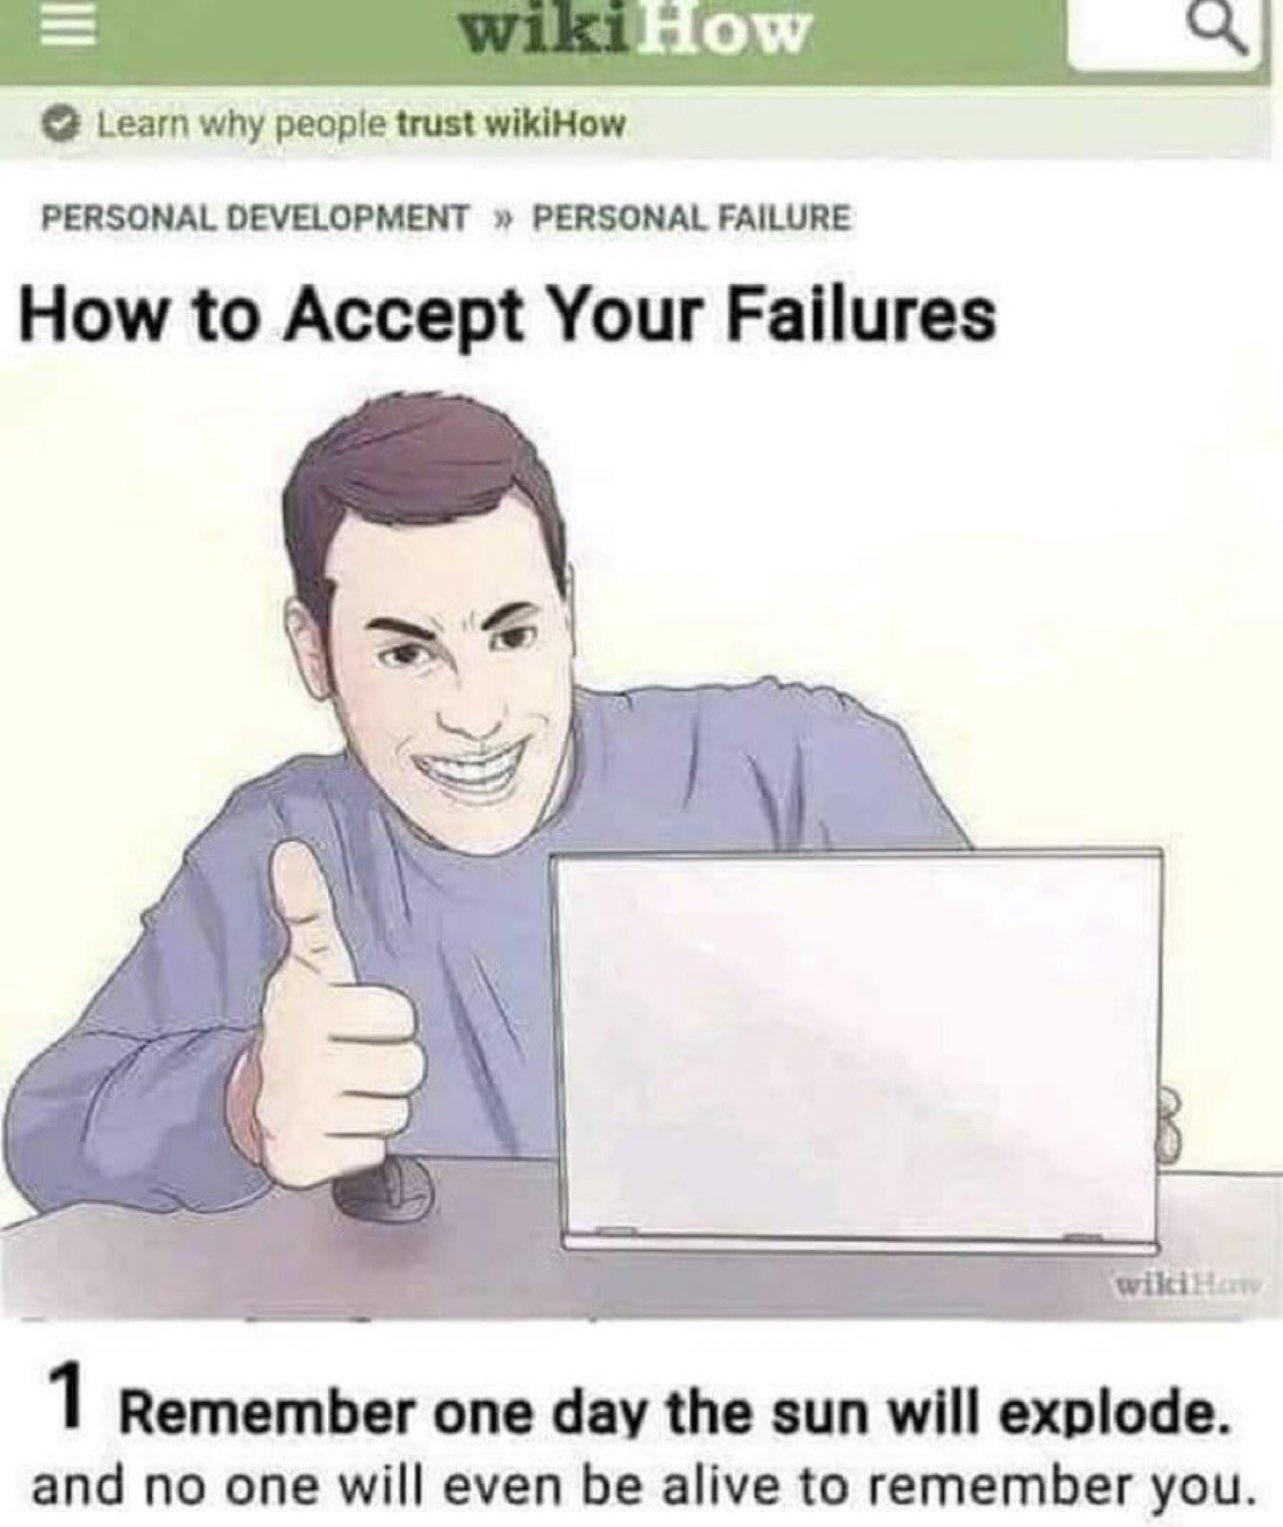 wikiHow
Learn why people trust wikiHow
PERSONAL DEVELOPMENT » PERSONAL FAILURE
How to Accept Your Failures
wikiHow
1 Remember one day the sun will explode.
and no one will even be alive to remember you.